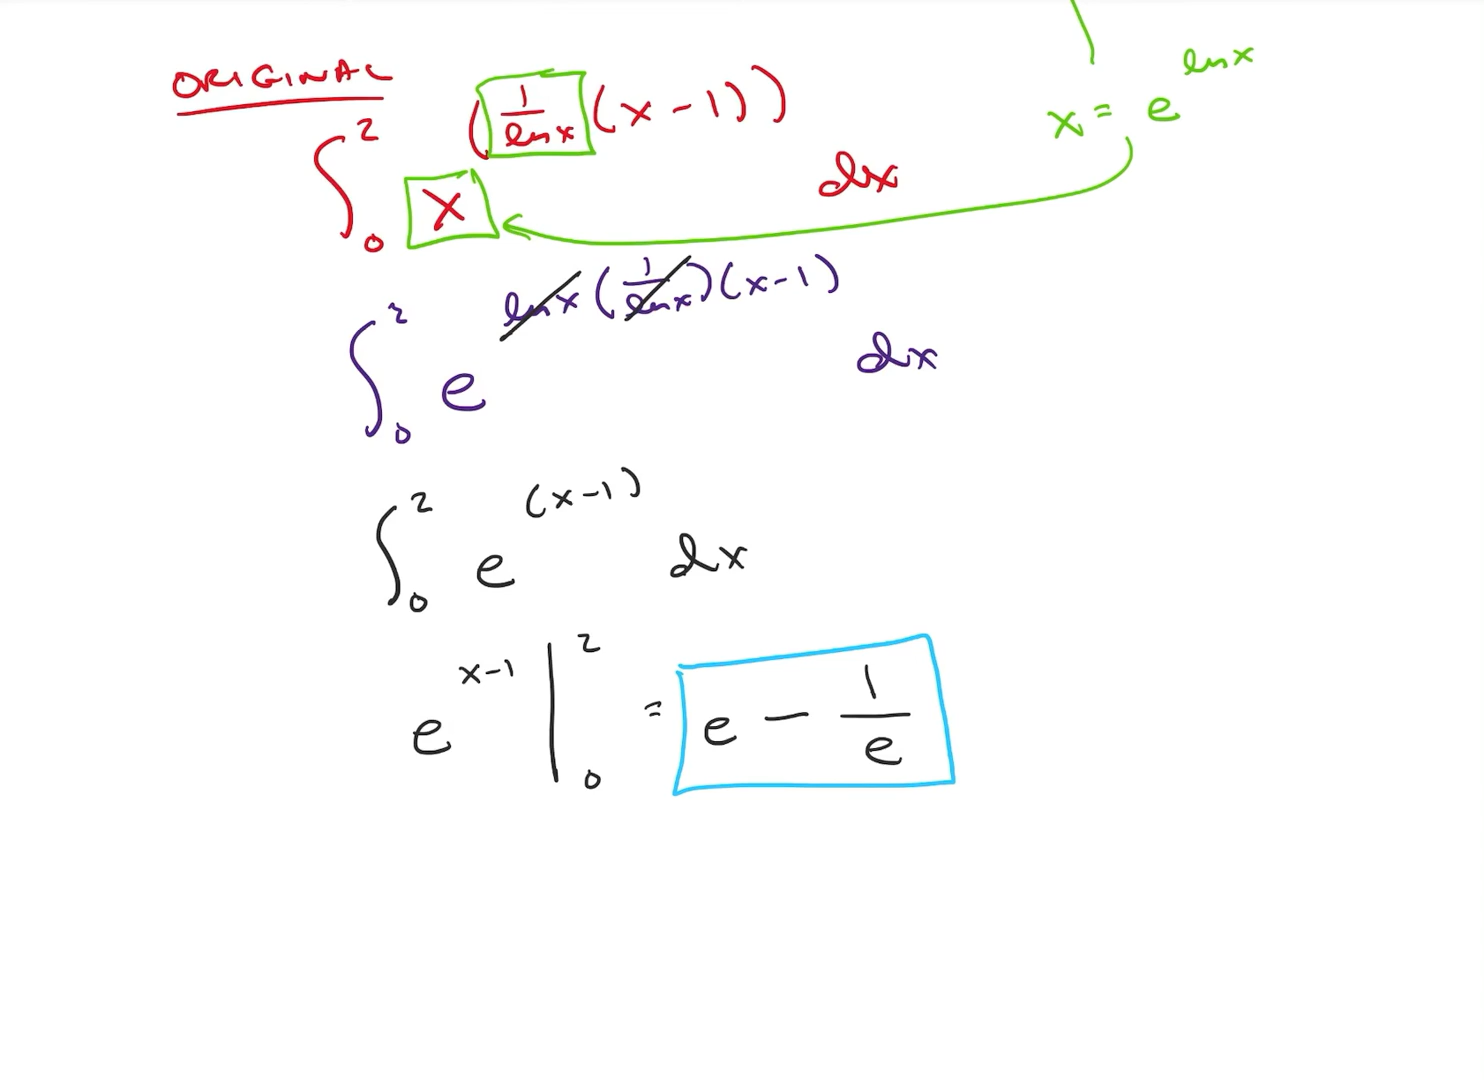 ORIGINAL
∫₀² x^((1/ln x)(x-1)) dx
x = e^(ln x)
∫₀² e^(ln x (1/ln x)(x-1)) dx
∫₀² e^((x-1)) dx
e^(x-1) |₀² = e - 1/e